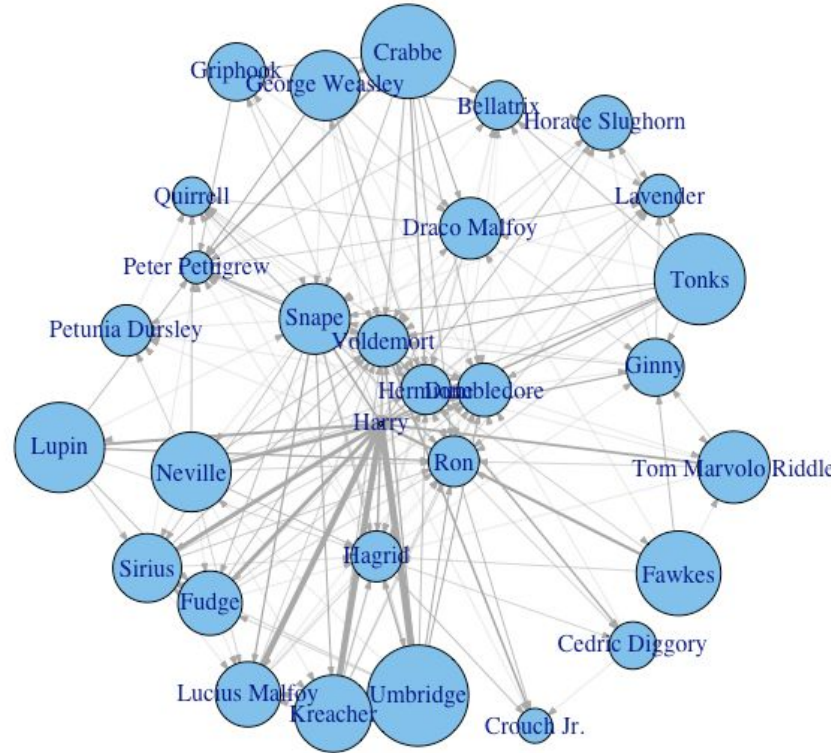 Crabbe
Griphook
George Weasley
Bellatrix
Horace Slughorn
Quirrell
Lavender
Draco Malfoy
Peter Pettigrew
Tonks
Petunia Dursley
Snape
Voldemort
Ginny
Hermione
Dumbledore
Harry
Lupin
Neville
Ron
Tom Marvolo Riddle
Hagrid
Sirius
Fawkes
Fudge
Cedric Diggory
Lucius Malfoy
Umbridge
Kreacher
Crouch Jr.